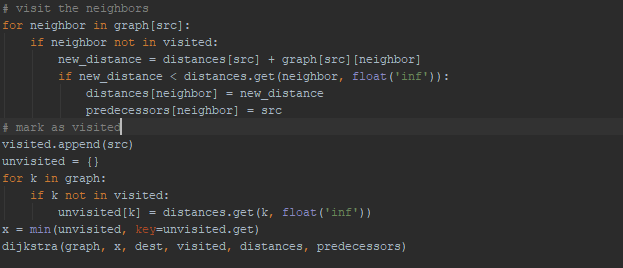 # visit the neighbors
for neighbor in graph[src]:
    if neighbor not in visited:
        new_distance = distances[src] + graph[src][neighbor]
        if new_distance < distances.get(neighbor, float('inf')):
            distances[neighbor] = new_distance
            predecessors[neighbor] = src
# mark as visited
visited.append(src)
unvisited = {}
for k in graph:
    if k not in visited:
        unvisited[k] = distances.get(k, float('inf'))
x = min(unvisited, key=unvisited.get)
dijkstra(graph, x, dest, visited, distances, predecessors)